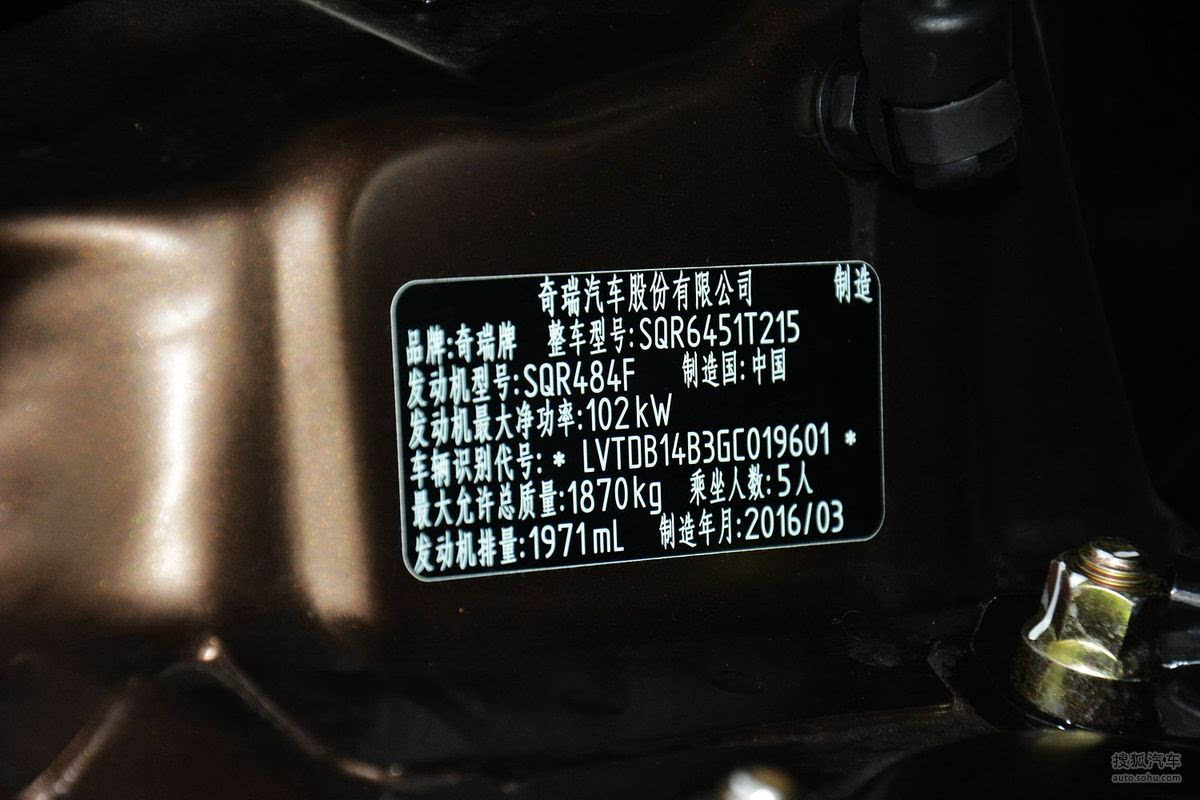 奇瑞汽车股份有限公司 制造
品牌:奇瑞牌 整车型号:SQR6451T215
发动机型号:SQR484F 制造国:中国
发动机最大净功率:102kW
车辆识别代号:* LVTDB14B3GC019601 *
最大允许总质量:1870kg 乘坐人数:5人
发动机排量:1971mL 制造年月:2016/03
搜狐汽车
auto.sohu.com